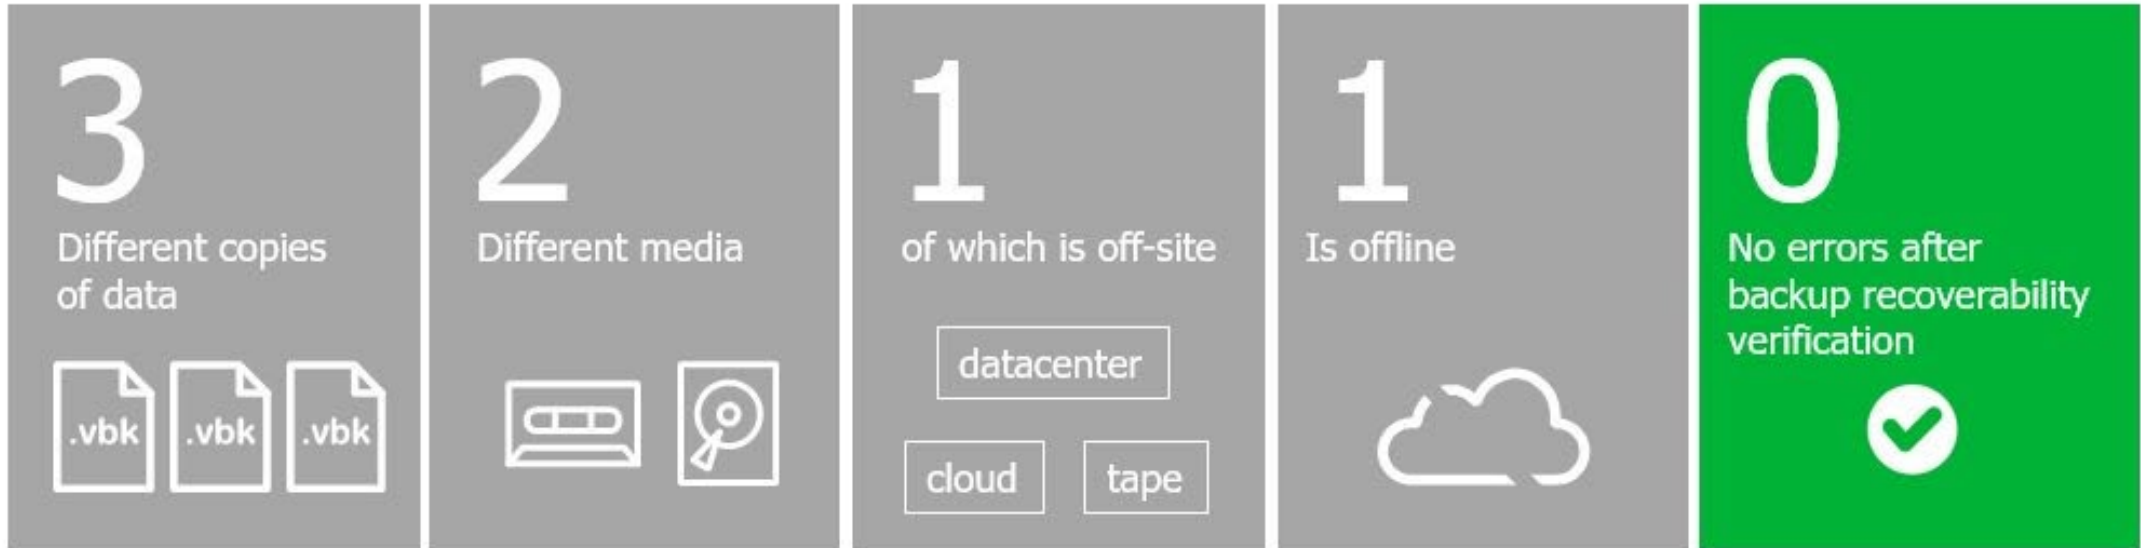 3
Different copies
of data
.vbk
.vbk
.vbk
2
Different media
1
of which is off-site
datacenter
cloud
tape
1
Is offline
0
No errors after
backup recoverability
verification